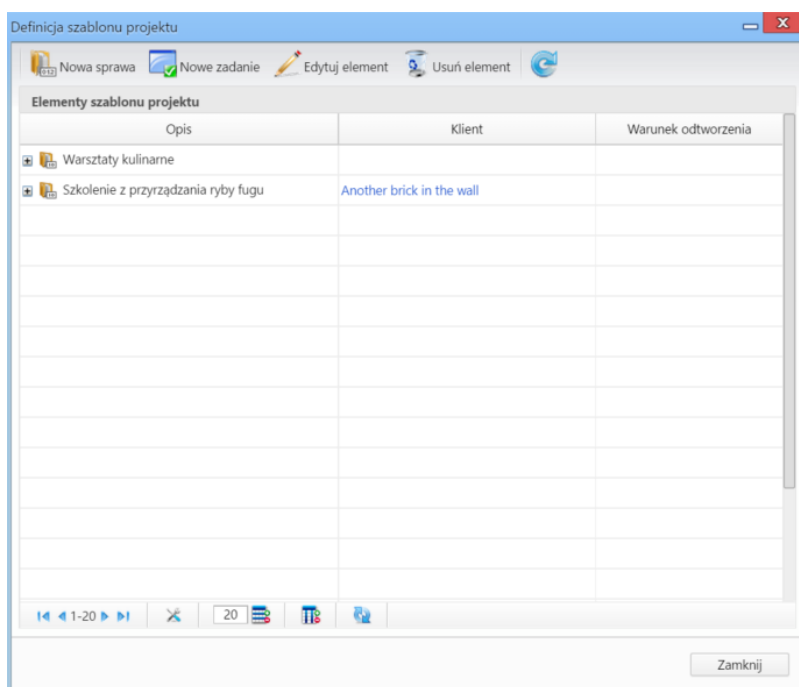 Definicja szablonu projektu
Nowa sprawa Nowe zadanie Edytuj element Usuń element
Elementy szablonu projektu
Opis Klient Warunek odtworzenia
Warsztaty kulinarne
Szkolenie z przyrządzania ryby fugu Another brick in the wall
1-20 20
Zamknij